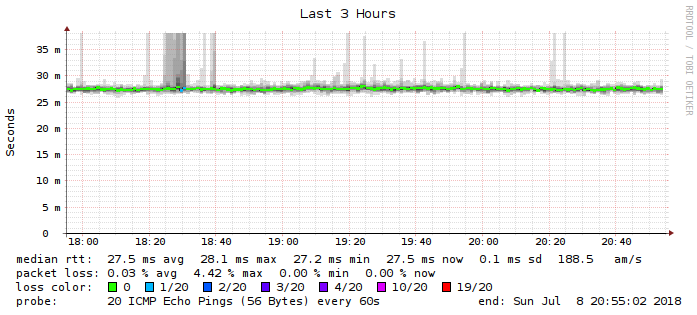 Last 3 Hours
RRDTOOL / TOBI OETIKER
Seconds
35 m
30 m
25 m
20 m
15 m
10 m
5 m
0
18:00 18:20 18:40 19:00 19:20 19:40 20:00 20:20 20:40
median rtt: 27.5 ms avg 28.1 ms max 27.2 ms min 27.5 ms now 0.1 ms sd 188.5 am/s
packet loss: 0.03 % avg 4.42 % max 0.00 % min 0.00 % now
loss color: 0 1/20 2/20 3/20 4/20 10/20 19/20
probe: 20 ICMP Echo Pings (56 Bytes) every 60s end: Sun Jul 8 20:55:02 2018